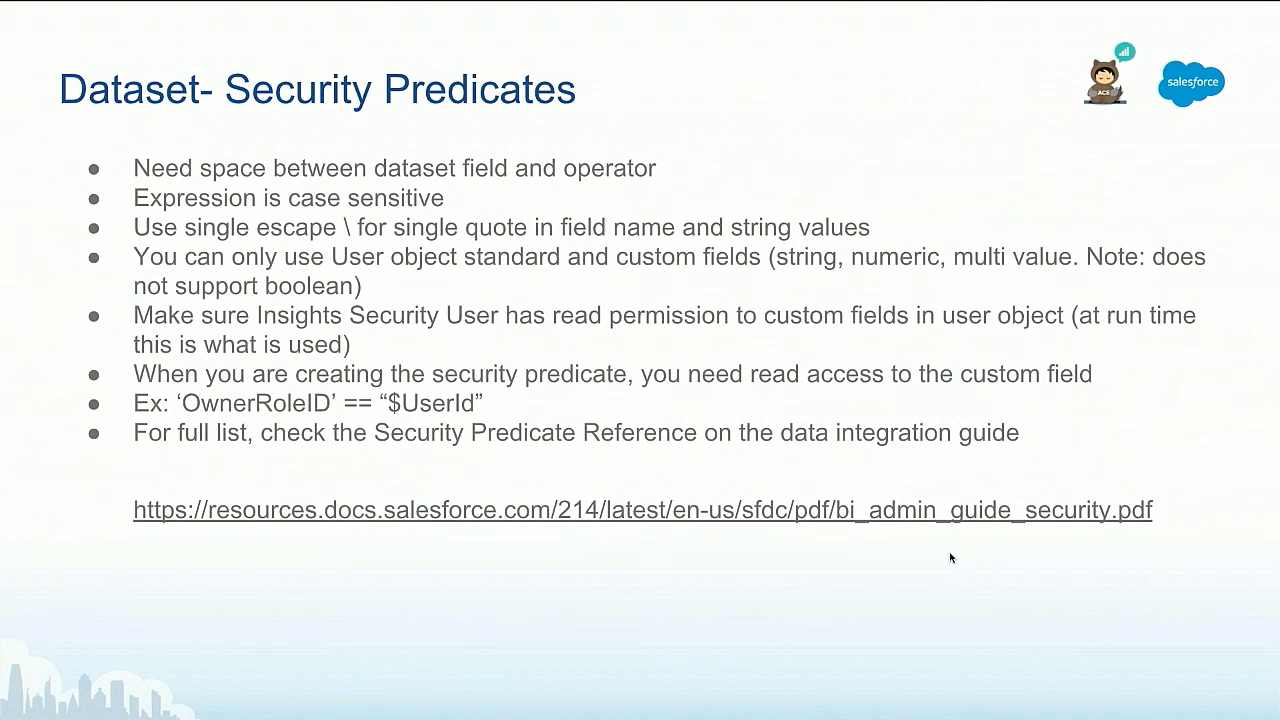 Dataset- Security Predicates
ACE
salesforce
● Need space between dataset field and operator
● Expression is case sensitive
● Use single escape \ for single quote in field name and string values
● You can only use User object standard and custom fields (string, numeric, multi value. Note: does
not support boolean)
● Make sure Insights Security User has read permission to custom fields in user object (at run time
this is what is used)
● When you are creating the security predicate, you need read access to the custom field
● Ex: ‘OwnerRoleID’ == “$UserId”
● For full list, check the Security Predicate Reference on the data integration guide
https://resources.docs.salesforce.com/214/latest/en-us/sfdc/pdf/bi_admin_guide_security.pdf